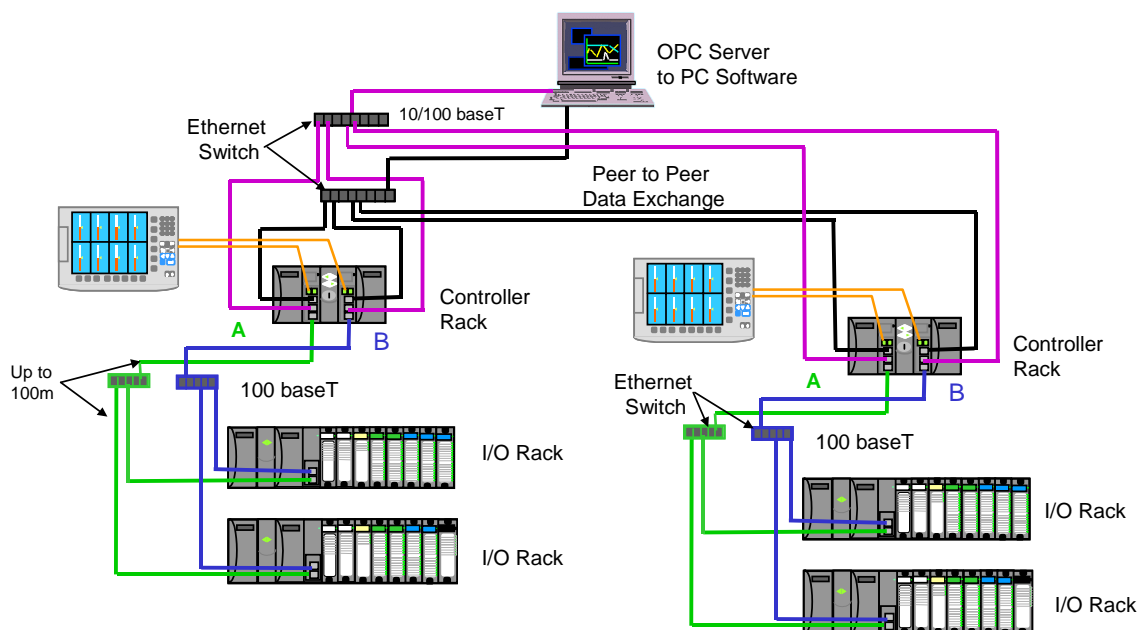 OPC Server
to PC Software
10/100 baseT
Ethernet
Switch
Peer to Peer
Data Exchange
Controller
Rack
A
B
Up to
100m
100 baseT
I/O Rack
I/O Rack
Controller
Rack
A
B
Ethernet
Switch
100 baseT
I/O Rack
I/O Rack